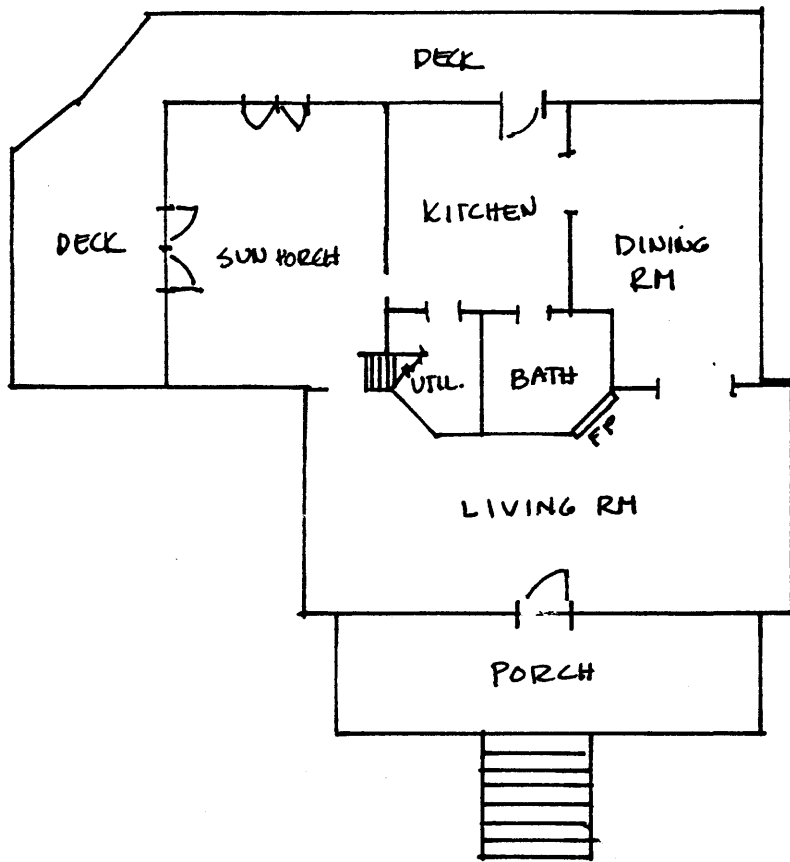 DECK
KITCHEN
DECK
SUN PORCH
DINING
RM
UTIL.
BATH
FP
LIVING RM
PORCH